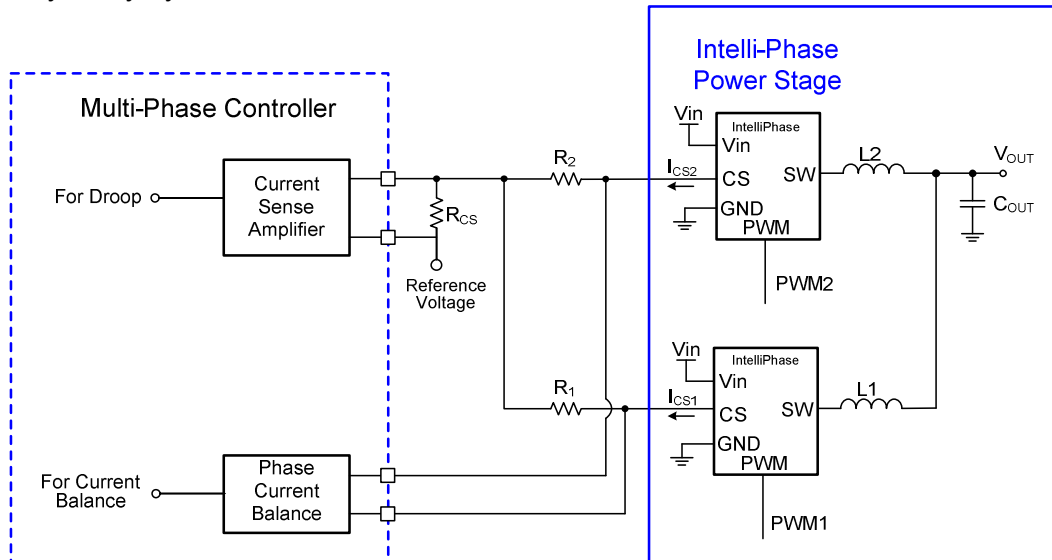 Intelli-Phase
Power Stage
Multi-Phase Controller
For Droop
Current
Sense
Amplifier
R2
RCS
Reference
Voltage
ICS2
Vin
IntelliPhase
Vin
CS
SW
GND
PWM
L2
VOUT
COUT
PWM2
R1
ICS1
Vin
IntelliPhase
Vin
CS
SW
GND
PWM
L1
PWM1
For Current
Balance
Phase
Current
Balance